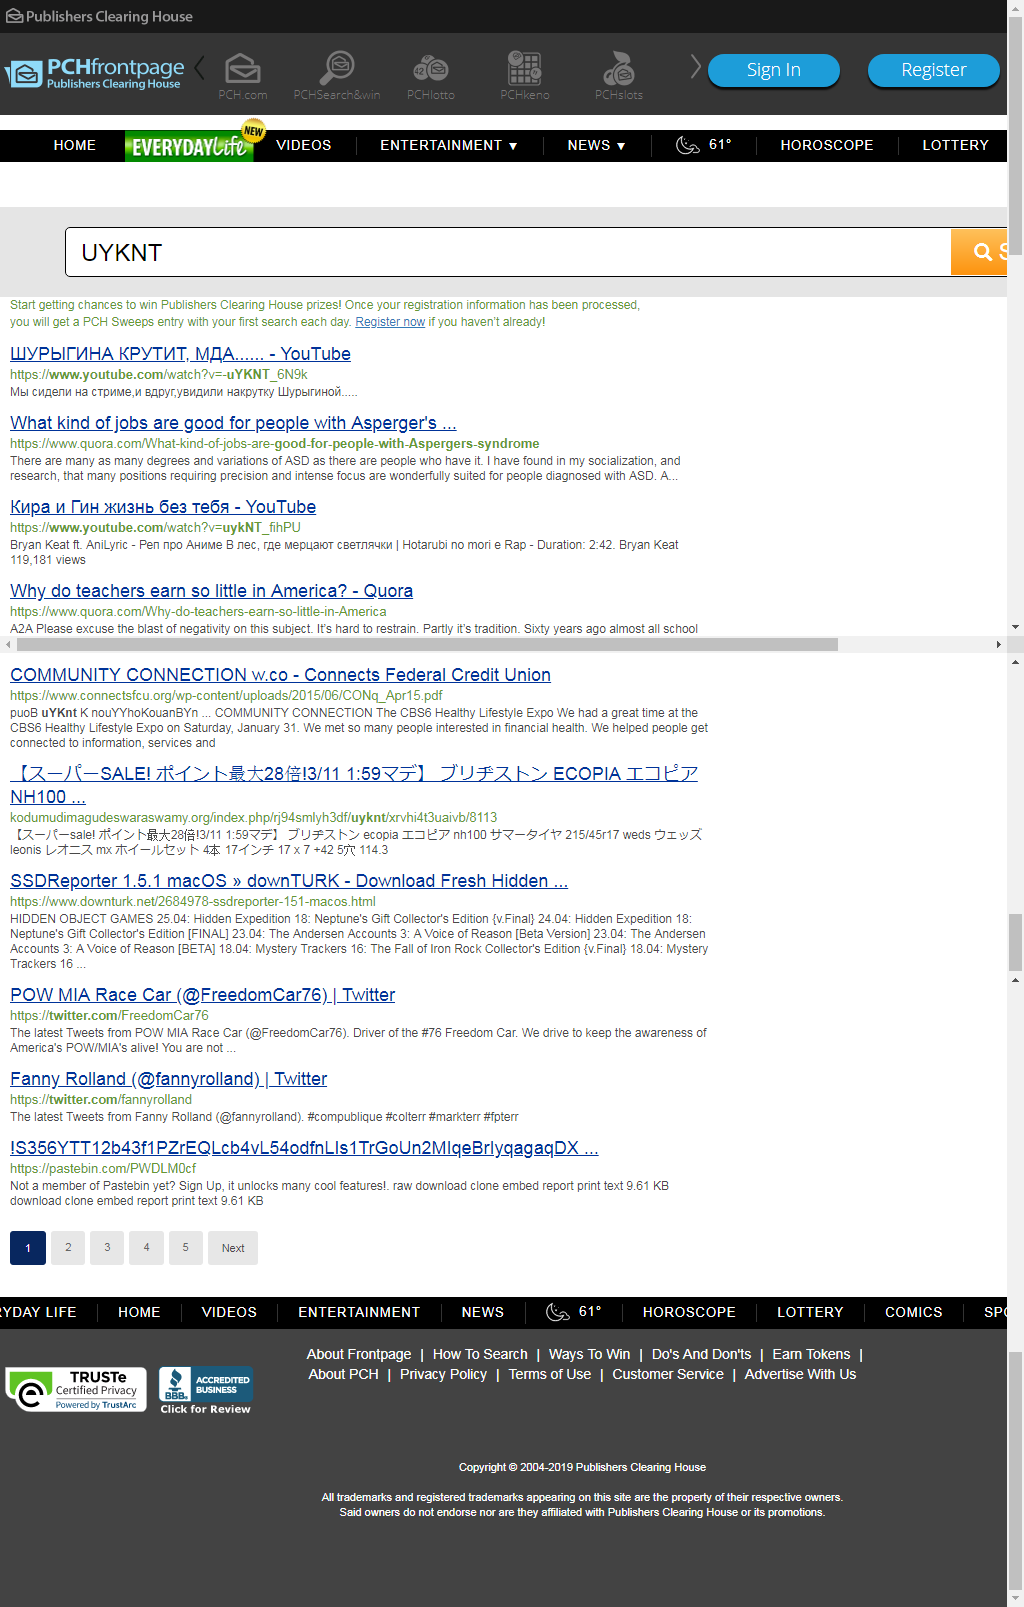 Publishers Clearing House
PCHfrontpage
Publishers Clearing House
PCH.com PCHSearch&win PCHlotto PCHkeno PCHslots
Sign In Register
HOME EVERYDAY Life NEW VIDEOS ENTERTAINMENT ▼ NEWS ▼ 61° HOROSCOPE LOTTERY
UYKNT
S
Start getting chances to win Publishers Clearing House prizes! Once your registration information has been processed,
you will get a PCH Sweeps entry with your first search each day. Register now if you haven't already!
ШУРЫГИНА КРУТИТ, МДА...... - YouTube
https://www.youtube.com/watch?v=-uYKNT_6N9k
Мы сидели на стриме,и вдруг,увидили накрутку Шурыгиной.....
What kind of jobs are good for people with Asperger's ...
https://www.quora.com/What-kind-of-jobs-are-good-for-people-with-Aspergers-syndrome
There are many as many degrees and variations of ASD as there are people who have it. I have found in my socialization, and
research, that many positions requiring precision and intense focus are wonderfully suited for people diagnosed with ASD. A...
Кира и Гин жизнь без тебя - YouTube
https://www.youtube.com/watch?v=uykNT_fihPU
Bryan Keat ft. AniLyric - Реп про Аниме В лес, где мерцают светлячки | Hotarubi no mori e Rap - Duration: 2:42. Bryan Keat
119,181 views
Why do teachers earn so little in America? - Quora
https://www.quora.com/Why-do-teachers-earn-so-little-in-America
A2A Please excuse the blast of negativity on this subject. It's hard to restrain. Partly it's tradition. Sixty years ago almost all school
COMMUNITY CONNECTION w.co - Connects Federal Credit Union
https://www.connectsfcu.org/wp-content/uploads/2015/06/CONq_Apr15.pdf
puoB uYKnt K nouYYhoKouanBYn ... COMMUNITY CONNECTION The CBS6 Healthy Lifestyle Expo We had a great time at the
CBS6 Healthy Lifestyle Expo on Saturday, January 31. We met so many people interested in financial health. We helped people get
connected to information, services and
【スーパーSALE! ポイント最大28倍!3/11 1:59マデ】 ブリヂストン ECOPIA エコピア
NH100 ...
kodumudimagudeswaraswamy.org/index.php/rj94smlyh3df/uyknt/xrvhi4t3uaivb/8113
【スーパーsale! ポイント最大28倍!3/11 1:59マデ】 ブリヂストン ecopia エコピア nh100 サマータイヤ 215/45r17 weds ウェッズ
leonis レオニス mx ホイールセット 4本 17インチ 17 x 7 +42 5穴 114.3
SSDReporter 1.5.1 macOS » downTURK - Download Fresh Hidden ...
https://www.downturk.net/2684978-ssdreporter-151-macos.html
HIDDEN OBJECT GAMES 25.04: Hidden Expedition 18: Neptune's Gift Collector's Edition {v.Final} 24.04: Hidden Expedition 18:
Neptune's Gift Collector's Edition [FINAL] 23.04: The Andersen Accounts 3: A Voice of Reason [Beta Version] 23.04: The Andersen
Accounts 3: A Voice of Reason [BETA] 18.04: Mystery Trackers 16: The Fall of Iron Rock Collector's Edition {v.Final} 18.04: Mystery
Trackers 16 ...
POW MIA Race Car (@FreedomCar76) | Twitter
https://twitter.com/FreedomCar76
The latest Tweets from POW MIA Race Car (@FreedomCar76). Driver of the #76 Freedom Car. We drive to keep the awareness of
America's POW/MIA's alive! You are not ...
Fanny Rolland (@fannyrolland) | Twitter
https://twitter.com/fannyrolland
The latest Tweets from Fanny Rolland (@fannyrolland). #compublique #colterr #markterr #fpterr
!S356YTT12b43f1PZrEQLcb4vL54odfnLIs1TrGoUn2MIqeBrIyqagaqDX ...
https://pastebin.com/PWDLM0cf
Not a member of Pastebin yet? Sign Up, it unlocks many cool features!. raw download clone embed report print text 9.61 KB
download clone embed report print text 9.61 KB
1 2 3 4 5 Next
RYDAY LIFE HOME VIDEOS ENTERTAINMENT NEWS 61° HOROSCOPE LOTTERY COMICS SPO
About Frontpage | How To Search | Ways To Win | Do's And Don'ts | Earn Tokens |
About PCH | Privacy Policy | Terms of Use | Customer Service | Advertise With Us
TRUSTe
Certified Privacy
Powered by TrustArc
BBB. ACCREDITED
BUSINESS
Click for Review
Copyright © 2004-2019 Publishers Clearing House
All trademarks and registered trademarks appearing on this site are the property of their respective owners.
Said owners do not endorse nor are they affiliated with Publishers Clearing House or its promotions.